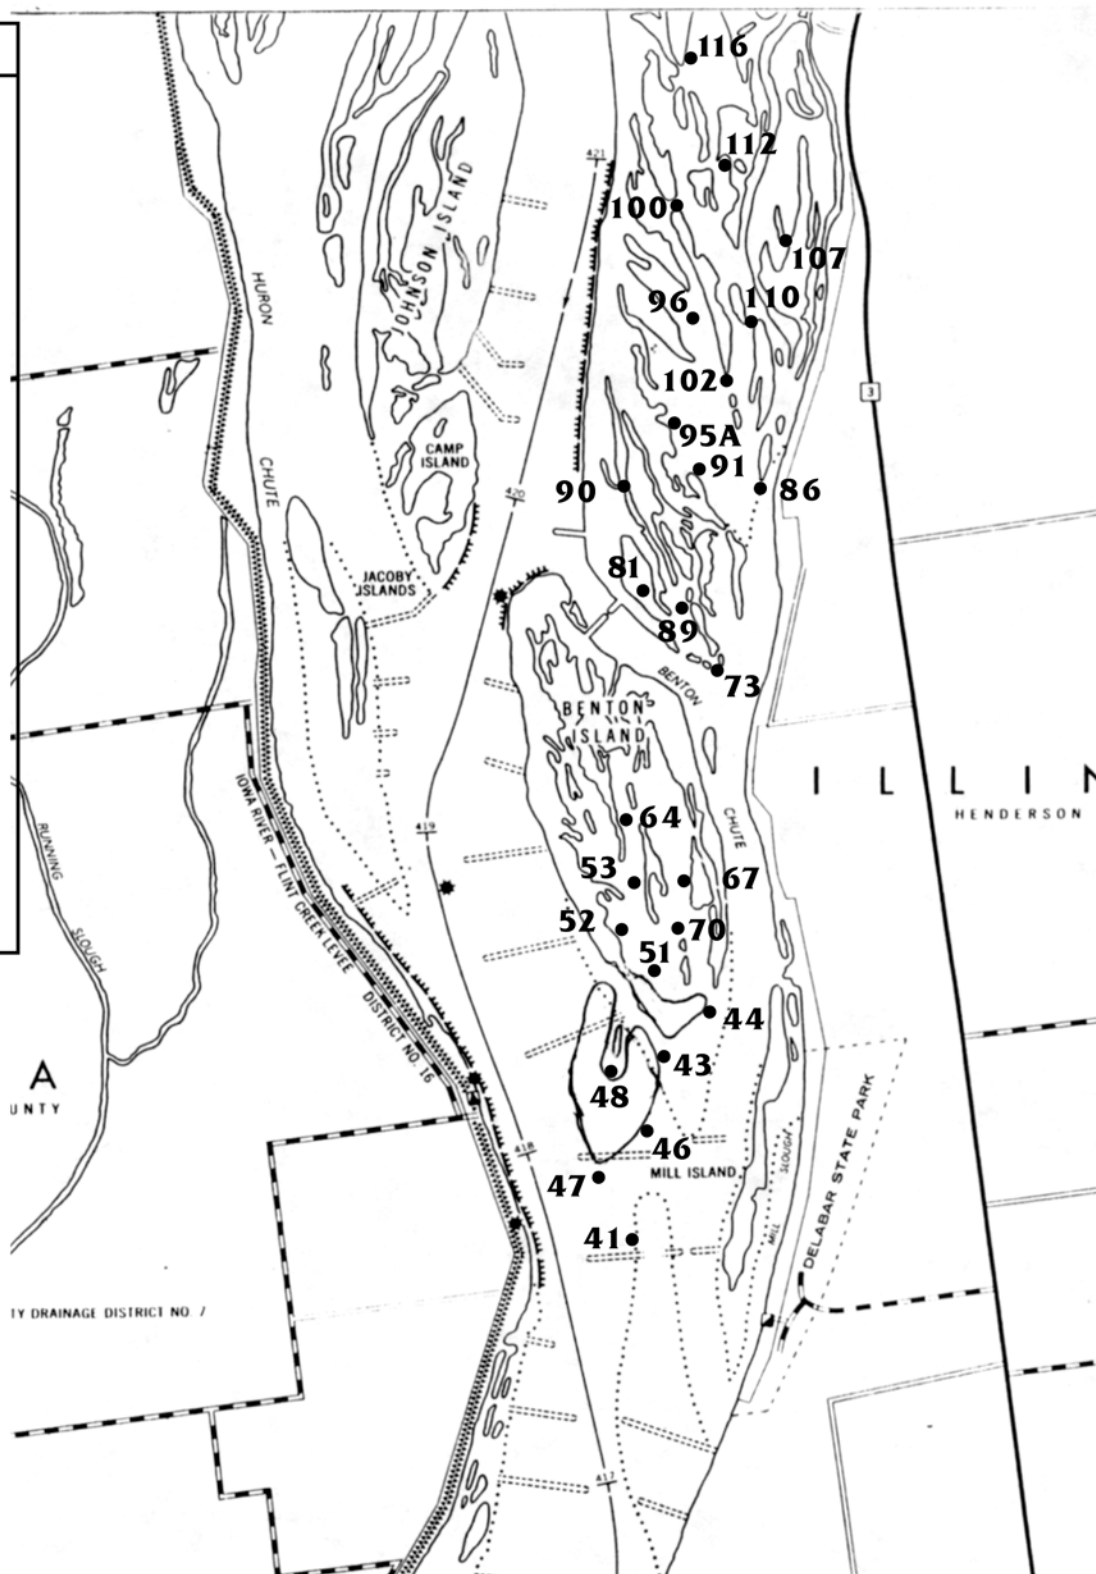 116
112
421
100
107
JOHNSON ISLAND
HURON
96
110
102
3
95A
CAMP
ISLAND
91
CHUTE
90
420
86
81
JACOBY
ISLANDS
89
73
BENTON
BENTON
ISLAND
ILLIN
HENDERSON
64
419
CHUTE
IOWA RIVER - FLINT CREEK LEVEE
DISTRICT NO. 16
RUNNING
SLOUGH
53
67
52
70
51
44
43
48
A
UNTY
46
418
MILL ISLAND
47
MILL
SLOUGH
DELABAR STATE PARK
41
TY DRAINAGE DISTRICT NO. 7
417